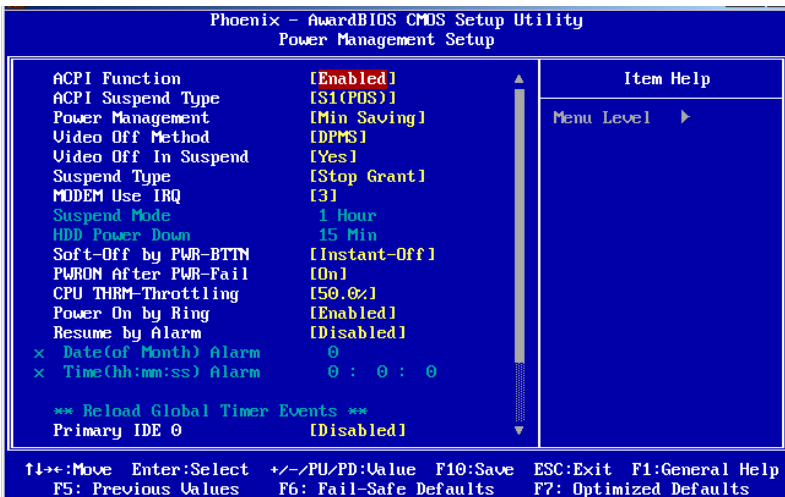 Phoenix - AwardBIOS CMOS Setup Utility
Power Management Setup
ACPI Function [Enabled]
ACPI Suspend Type [S1(POS)]
Power Management [Min Saving]
Video Off Method [DPMS]
Video Off In Suspend [Yes]
Suspend Type [Stop Grant]
MODEM Use IRQ [3]
Suspend Mode 1 Hour
HDD Power Down 15 Min
Soft-Off by PWR-BTTN [Instant-Off]
PWRON After PWR-Fail [On]
CPU THRM-Throttling [50.0%]
Power On by Ring [Enabled]
Resume by Alarm [Disabled]
x Date(of Month) Alarm 0
x Time(hh:mm:ss) Alarm 0 : 0 : 0
** Reload Global Timer Events **
Primary IDE 0 [Disabled]
Item Help
Menu Level ▶
↑↓→←:Move Enter:Select +/-/PU/PD:Value F10:Save ESC:Exit F1:General Help
F5: Previous Values F6: Fail-Safe Defaults F7: Optimized Defaults